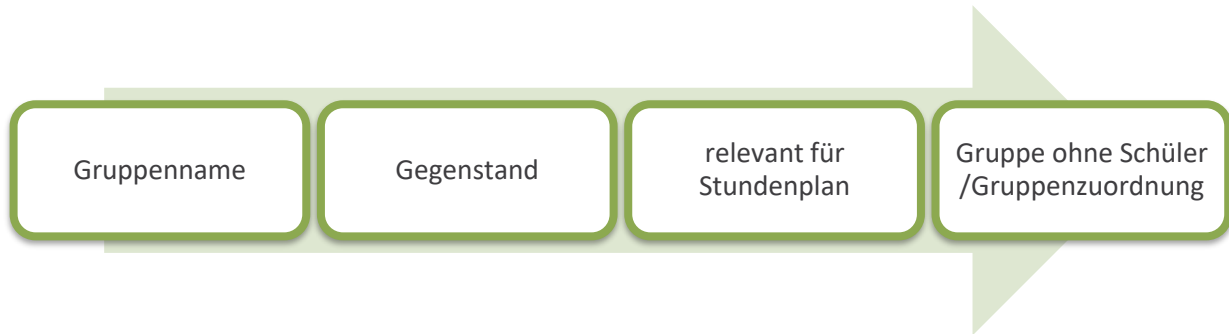 Gruppenname
Gegenstand
relevant für
Stundenplan
Gruppe ohne Schüler
/Gruppenzuordnung